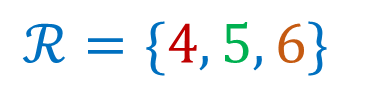 ℛ = {4, 5, 6}